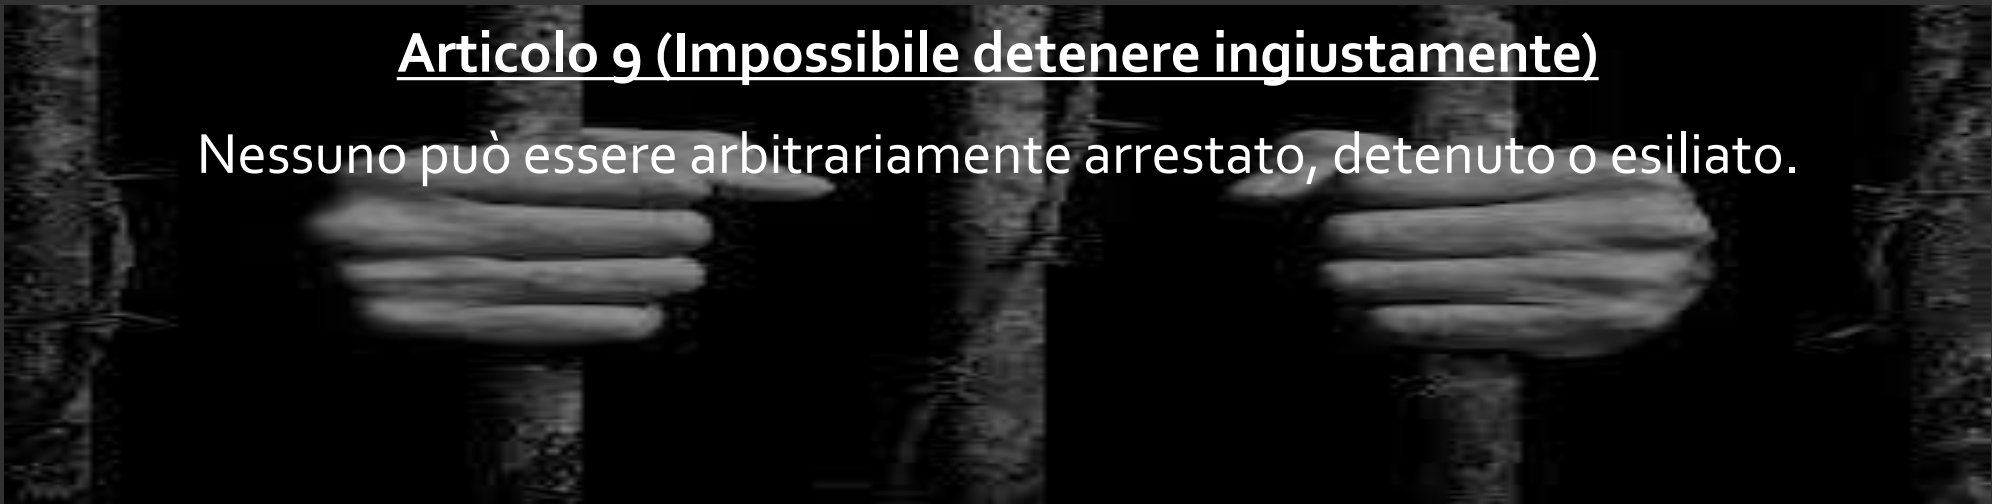 Articolo 9 (Impossibile detenere ingiustamente)
Nessuno può essere arbitrariamente arrestato, detenuto o esiliato.